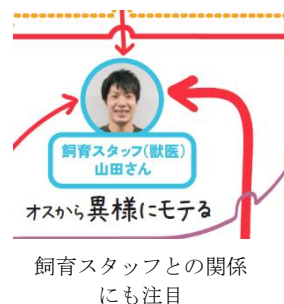 飼育スタッフ(獣医)
山田さん
オスから異様にモテる
飼育スタッフとの関係
にも注目